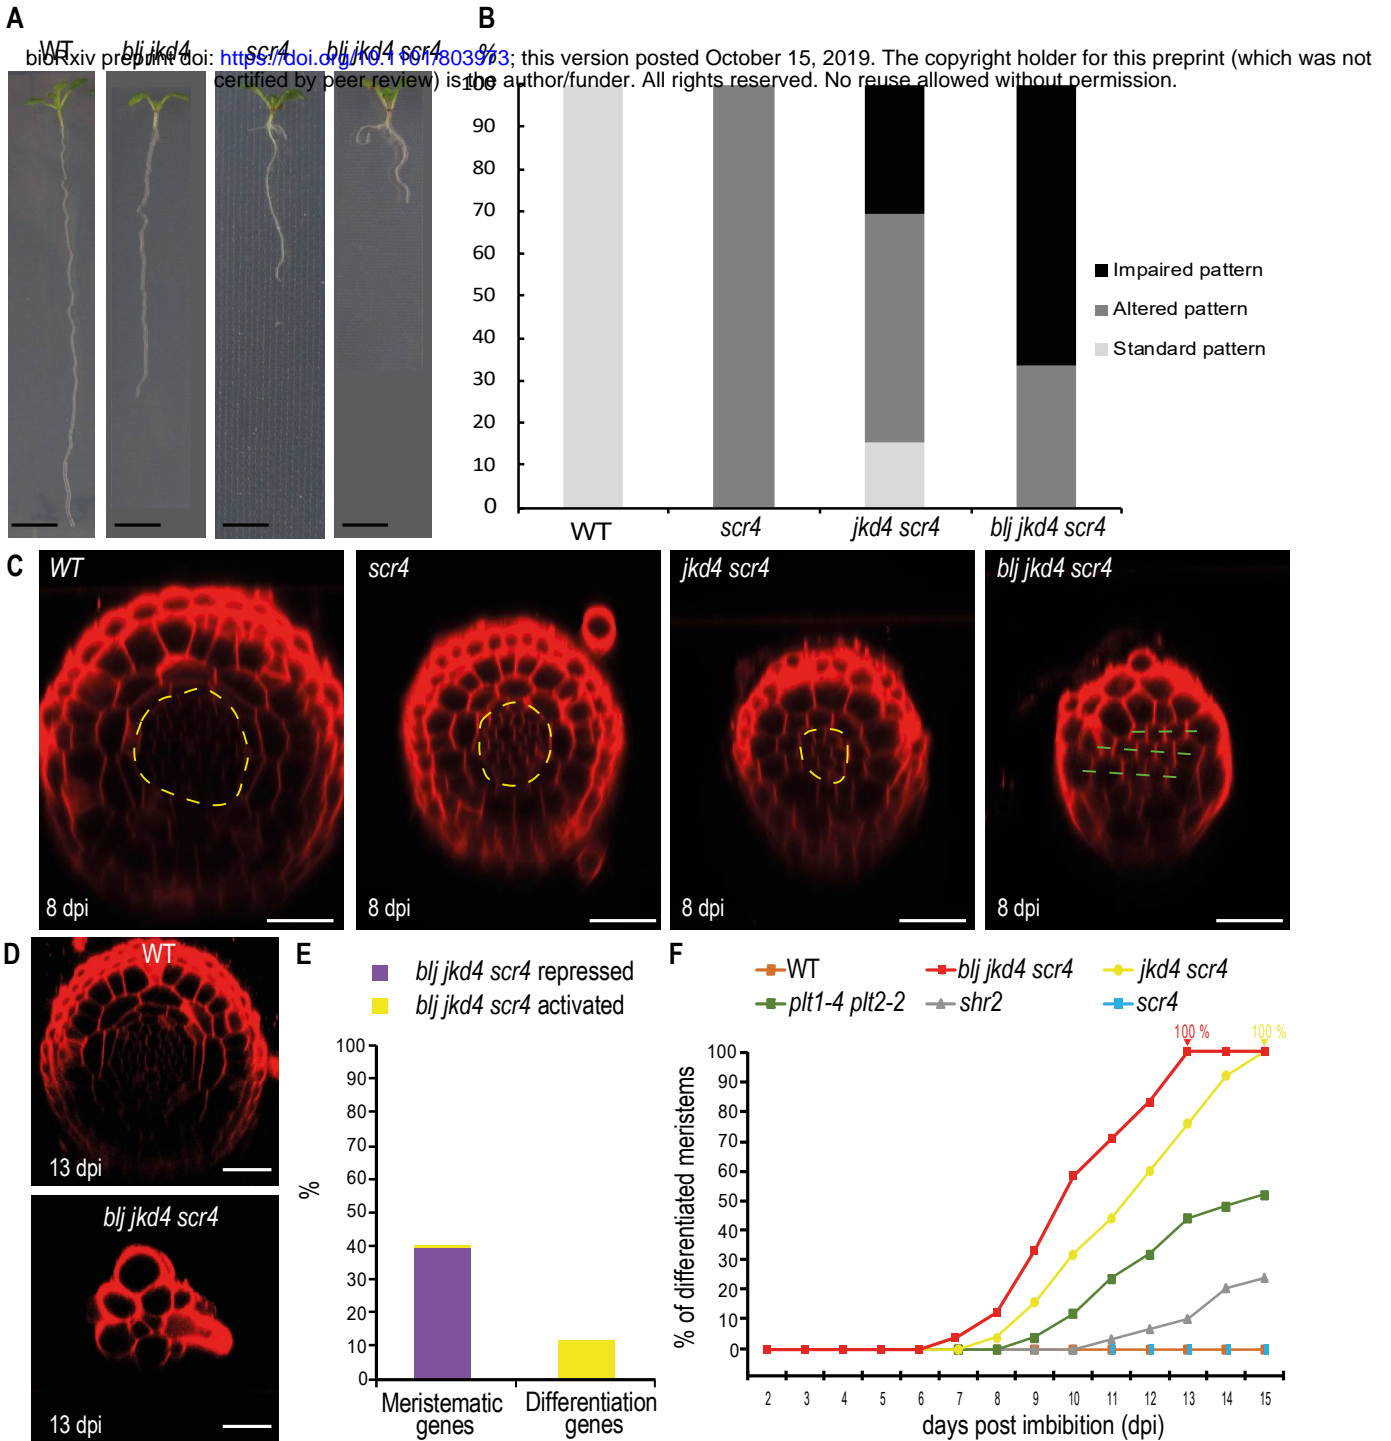 A
B
WT
blj jkd4
scr4
blj jkd4 scr4
%
bioRxiv preprint doi: https://doi.org/10.1101/803973; this version posted October 15, 2019. The copyright holder for this preprint (which was not
certified by peer review) is the author/funder. All rights reserved. No reuse allowed without permission.
100
90
80
70
60
50
40
30
20
10
0
WT
scr4
jkd4 scr4
blj jkd4 scr4
Impaired pattern
Altered pattern
Standard pattern
C
WT
8 dpi
scr4
8 dpi
jkd4 scr4
8 dpi
blj jkd4 scr4
8 dpi
D
WT
13 dpi
blj jkd4 scr4
13 dpi
E
blj jkd4 scr4 repressed
blj jkd4 scr4 activated
%
100
90
80
70
60
50
40
30
20
10
0
Meristematic
genes
Differentiation
genes
F
WT
blj jkd4 scr4
jkd4 scr4
plt1-4 plt2-2
shr2
scr4
100 %
100 %
% of differentiated meristems
100
90
80
70
60
50
40
30
20
10
0
2 3 4 5 6 7 8 9 10 11 12 13 14 15
days post imbibition (dpi)